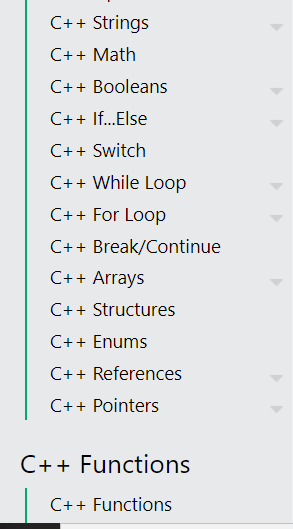 C++ Strings
C++ Math
C++ Booleans
C++ If...Else
C++ Switch
C++ While Loop
C++ For Loop
C++ Break/Continue
C++ Arrays
C++ Structures
C++ Enums
C++ References
C++ Pointers
C++ Functions
C++ Functions